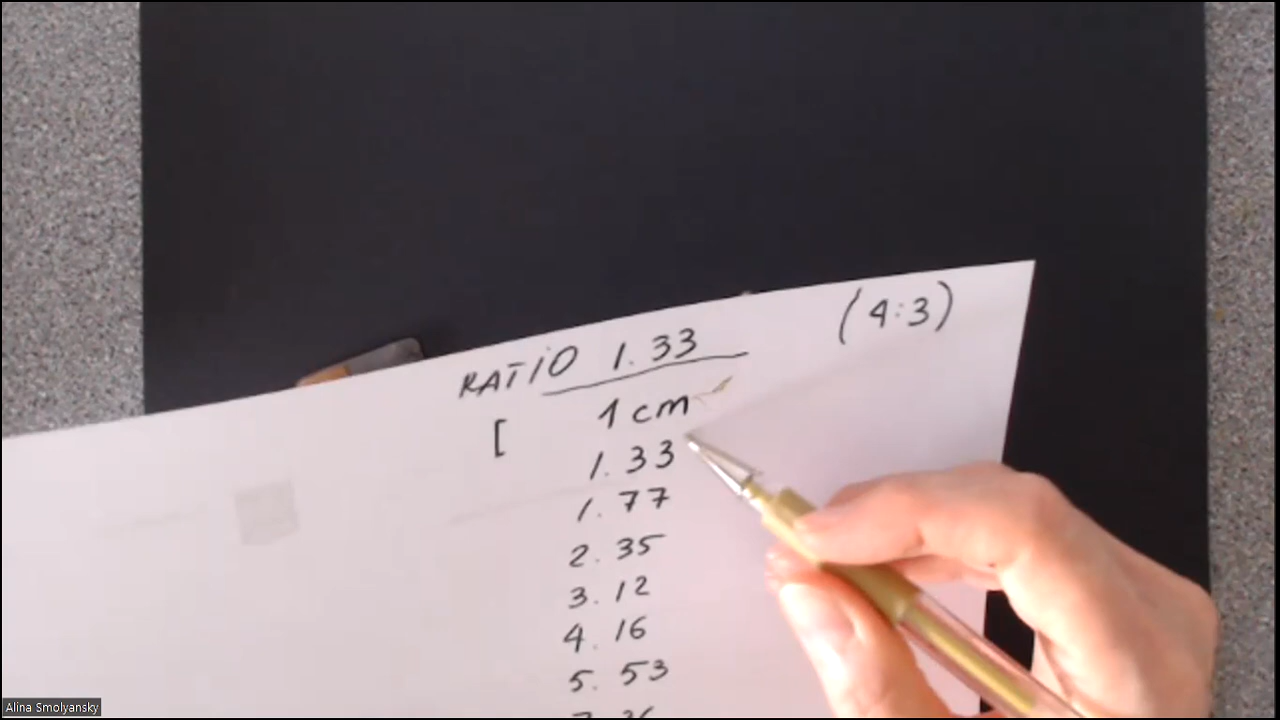 RATIO 1.33 (4:3)
[ 1 cm
1.33
1.77
2.35
3.12
4.16
5.53
Alina Smolyansky